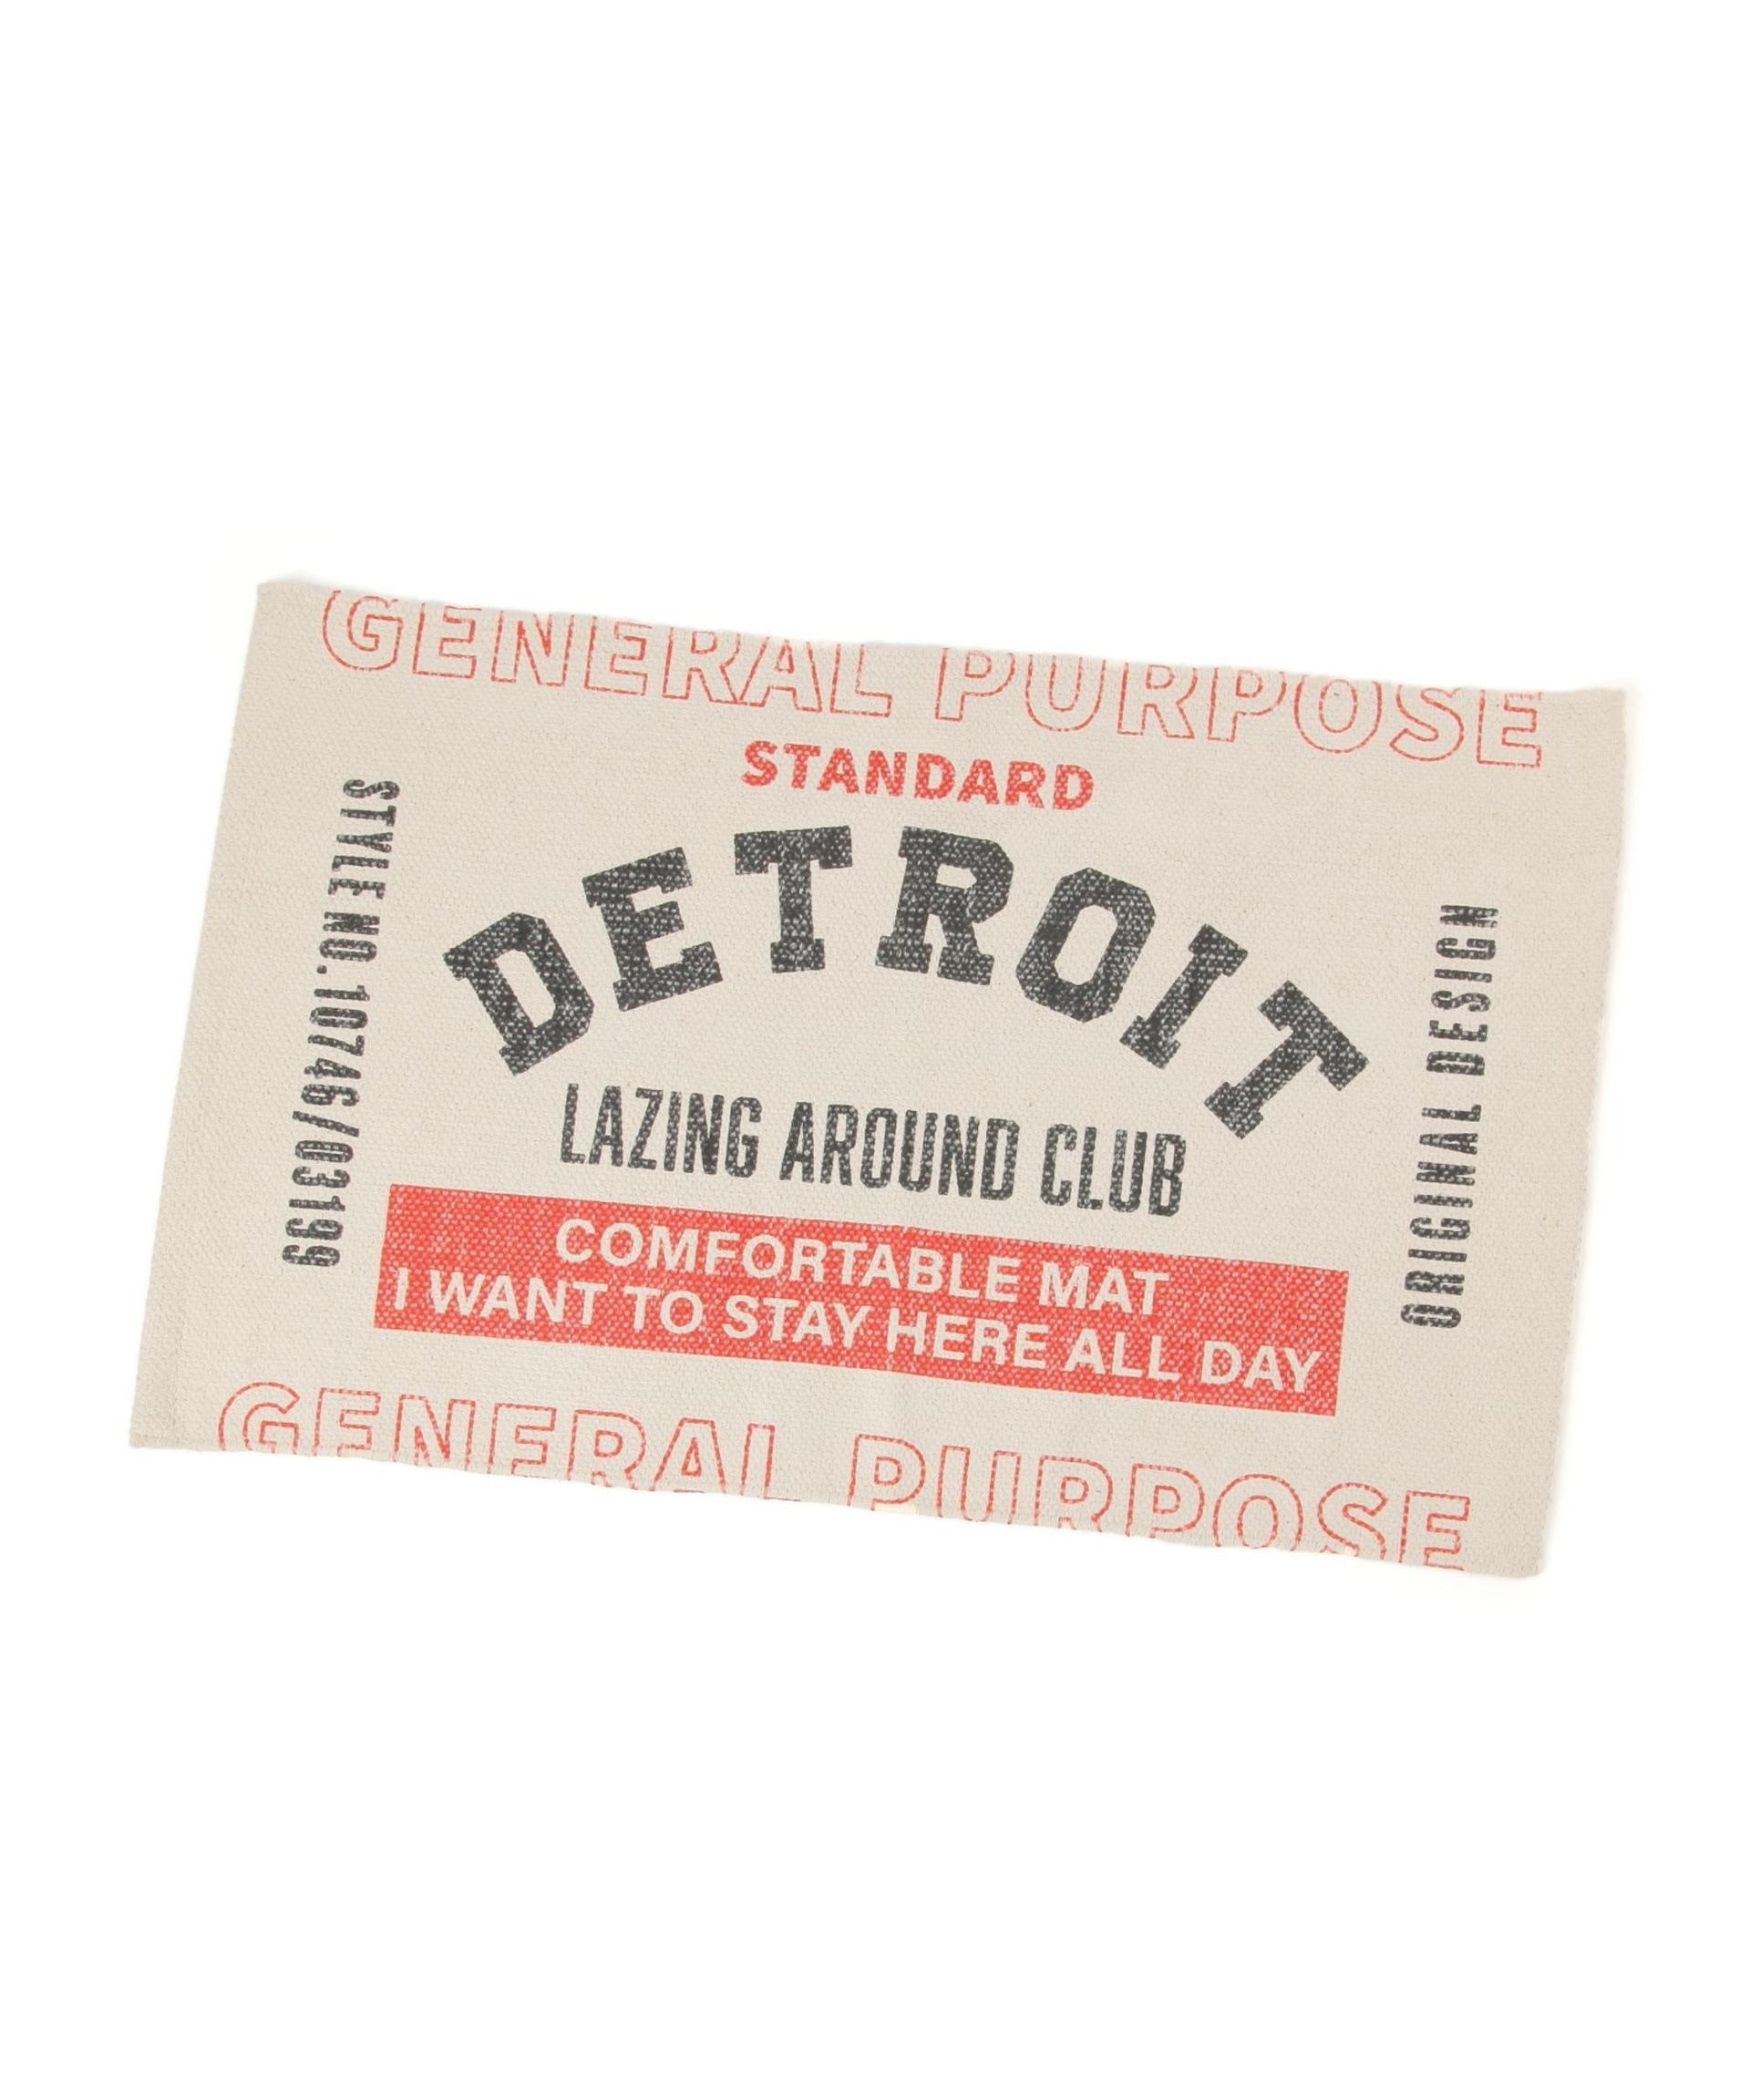 GENERAL PURPOSE
STANDARD
DETROIT
LAZING AROUND CLUB
COMFORTABLE MAT
I WANT TO STAY HERE ALL DAY
STYLE NO.10746/03199
ORIGINAL DESIGN
GENERAL PURPOSE